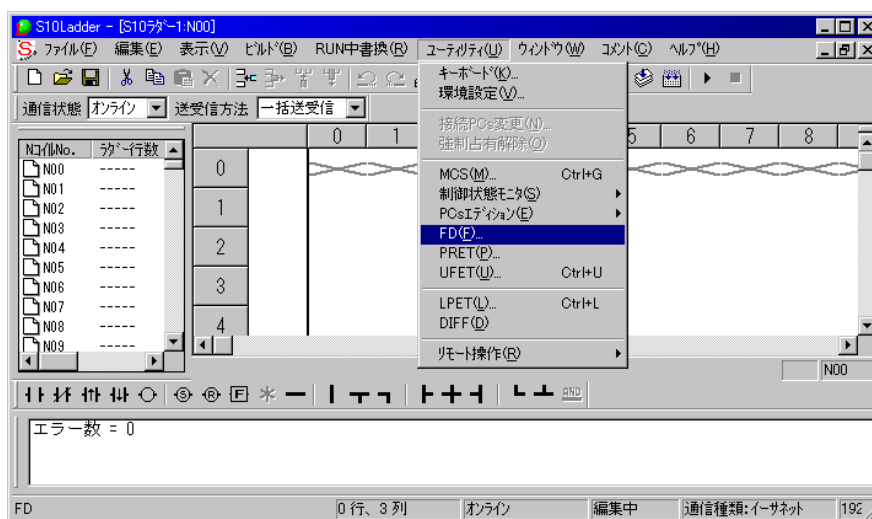 S10Ladder - [S10ﾗﾀﾞｰ1:N00]
ﾌｧｲﾙ(F) 編集(E) 表示(V) ﾋﾞﾙﾄﾞ(B) RUN中書換(R) ﾕｰﾃｨﾘﾃｨ(U) ｳｨﾝﾄﾞｳ(W) ｺﾒﾝﾄ(C) ﾍﾙﾌﾟ(H)
通信状態 ｵﾝﾗｲﾝ 送受信方法 一括送受信
ｷｰﾎﾞｰﾄﾞ(K)...
環境設定(V)...
接続PCs変更(N)...
強制占有解除(O)
MCS(M)... Ctrl+G
制御状態ﾓﾆﾀ(S)
PCsｴﾃﾞｨｼｮﾝ(E)
FD(F)...
PRET(P)...
UFET(U)... Ctrl+U
LPET(L)... Ctrl+L
DIFF(D)
ﾘﾓｰﾄ操作(R)
NｺｲﾙNo. ﾗﾀﾞｰ行数
N00 -----
N01 -----
N02 -----
N03 -----
N04 -----
N05 -----
N06 -----
N07 -----
N08 -----
N09 -----
0 1 5 6 7 8
0
1
2
3
4
N00
S R F AND
エラー数 = 0
FD 0 行、3 列 ｵﾝﾗｲﾝ 編集中 通信種類:ｲｰｻﾈｯﾄ 192